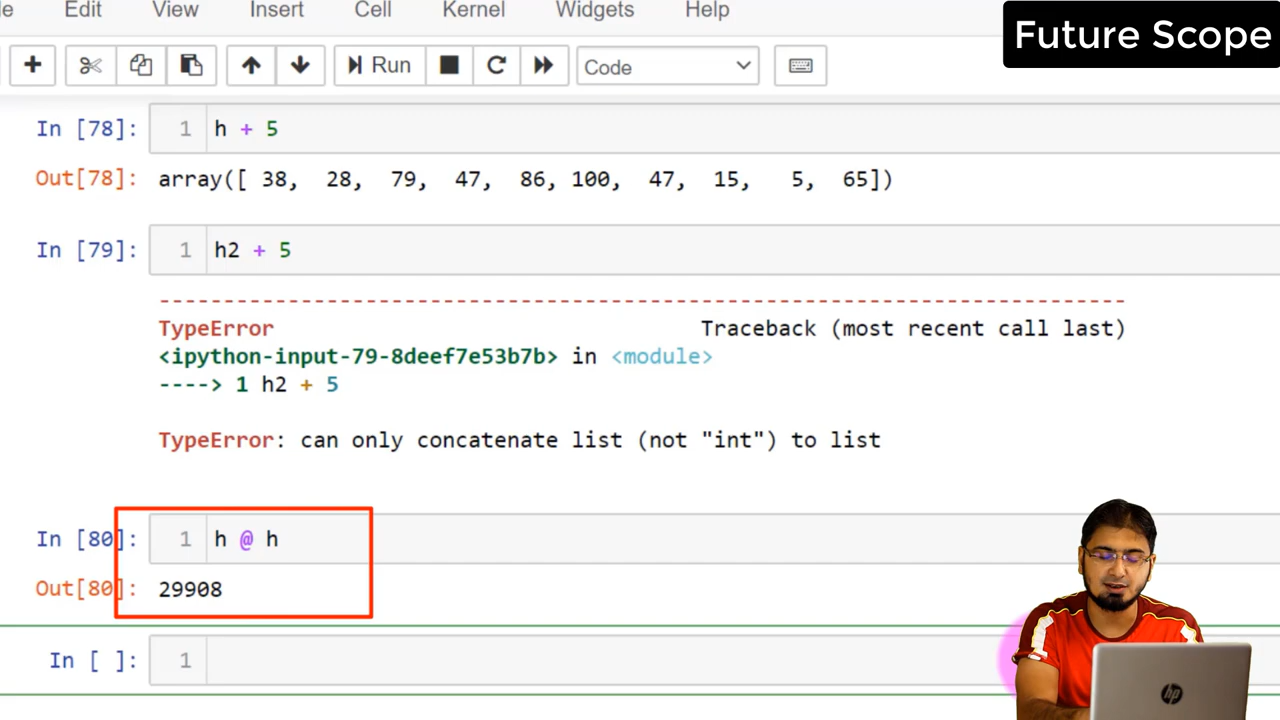 Edit View Insert Cell Kernel Widgets Help
Future Scope
Run Code
In [78]: 1 h + 5
Out[78]: array([ 38, 28, 79, 47, 86, 100, 47, 15, 5, 65])
In [79]: 1 h2 + 5
---------------------------------------------------------------------------
TypeError Traceback (most recent call last)
<ipython-input-79-8deef7e53b7b> in <module>
----> 1 h2 + 5
TypeError: can only concatenate list (not "int") to list
In [80]: 1 h @ h
Out[80]: 29908
In [ ]: 1
hp